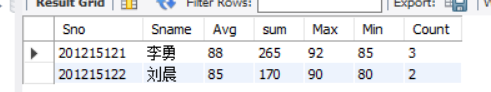 Result Grid Filter Rows: Export:
Sno Sname Avg sum Max Min Count
201215121 李勇 88 265 92 85 3
201215122 刘晨 85 170 90 80 2